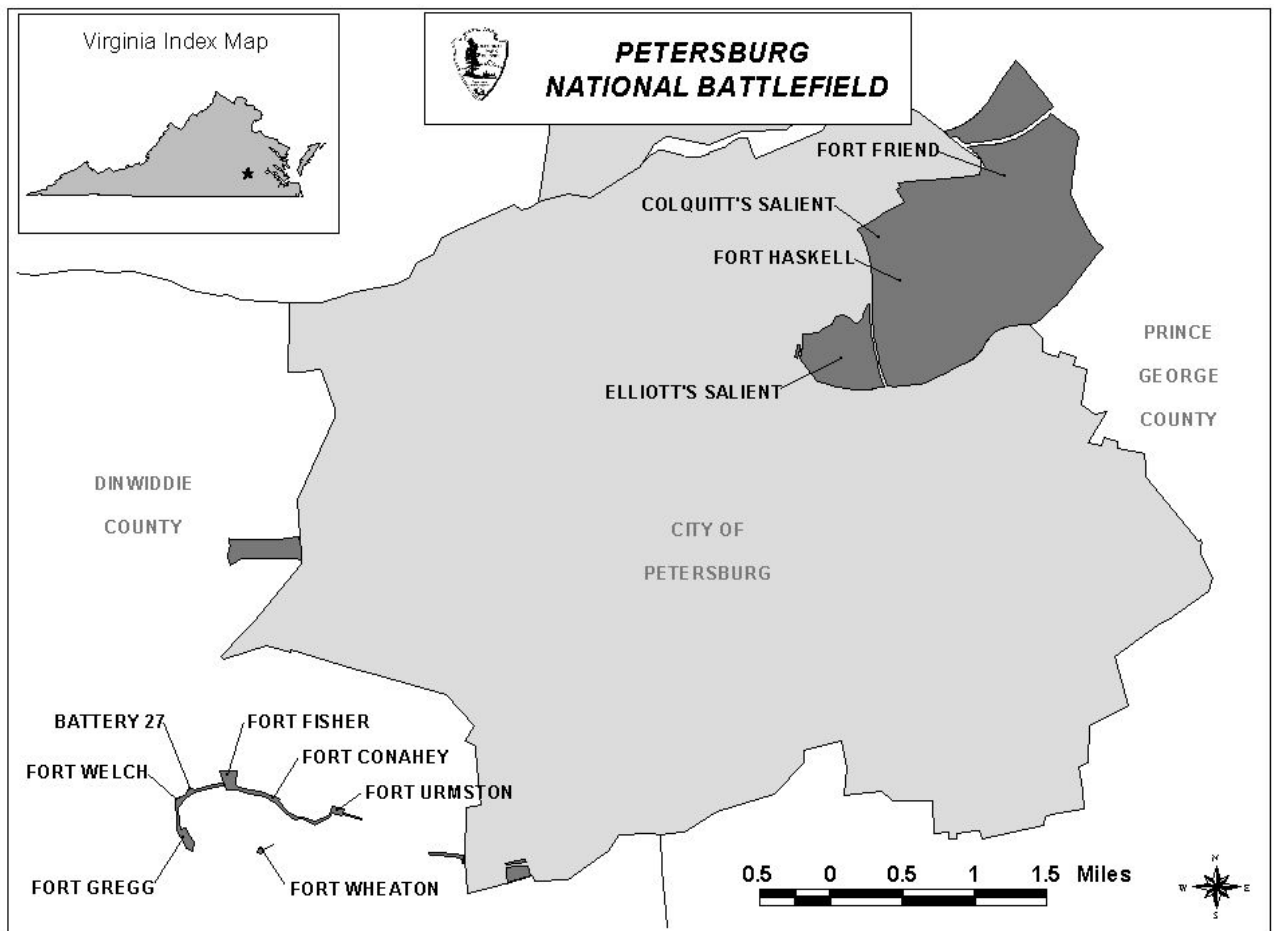 Virginia Index Map
PETERSBURG
NATIONAL BATTLEFIELD
FORT FRIEND
COLQUITT'S SALIENT
FORT HASKELL
PRINCE
GEORGE
COUNTY
ELLIOTT'S SALIENT
DINWIDDIE
COUNTY
CITY OF
PETERSBURG
BATTERY 27
FORT FISHER
FORT WELCH
FORT CONAHEY
FORT URMSTON
FORT GREGG
FORT WHEATON
0.5 0 0.5 1 1.5 Miles
N
W E
S